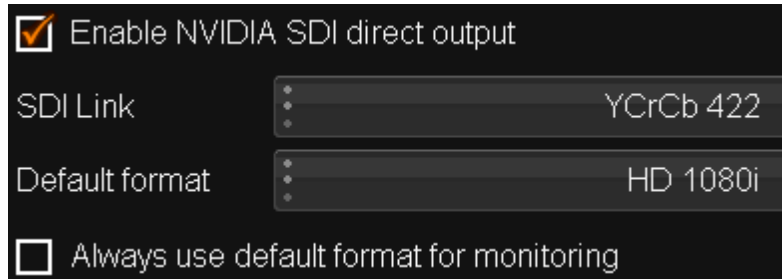 Enable NVIDIA SDI direct output
SDI Link YCrCb 422
Default format HD 1080i
Always use default format for monitoring